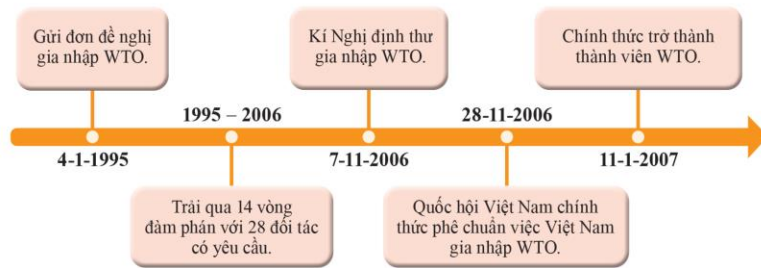 Gửi đơn đề nghị
gia nhập WTO.
4-1-1995
1995 – 2006
Trải qua 14 vòng
đàm phán với 28 đối tác
có yêu cầu.
Kí Nghị định thư
gia nhập WTO.
7-11-2006
28-11-2006
Quốc hội Việt Nam chính
thức phê chuẩn việc Việt Nam
gia nhập WTO.
Chính thức trở thành
thành viên WTO.
11-1-2007